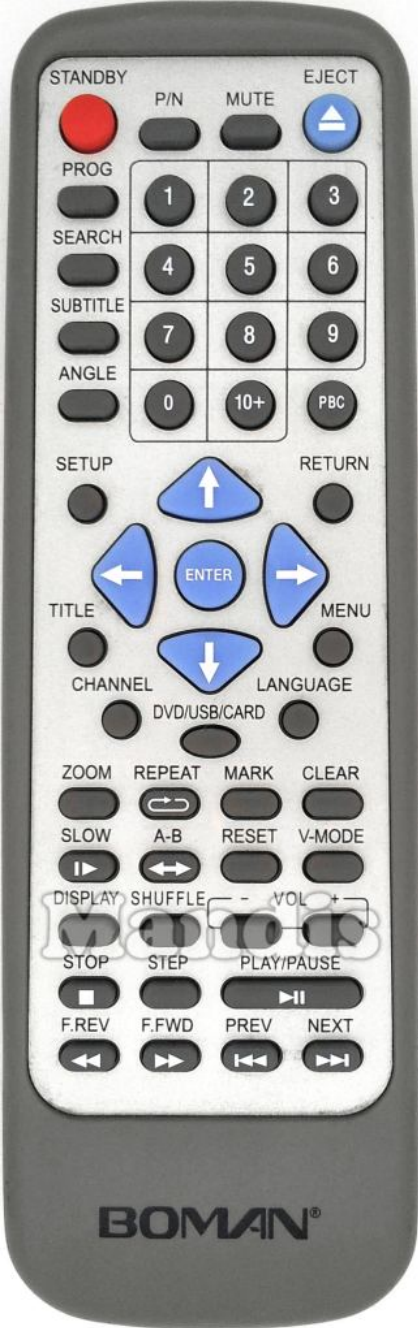 STANDBY EJECT
P/N MUTE
PROG
1 2 3
SEARCH
4 5 6
SUBTITLE
7 8 9
ANGLE
0 10+ PBC
SETUP RETURN
ENTER
TITLE MENU
CHANNEL LANGUAGE
DVD/USB/CARD
ZOOM REPEAT MARK CLEAR
SLOW A-B RESET V-MODE
DISPLAY SHUFFLE - VOL +
Mandis
STOP STEP PLAY/PAUSE
F.REV F.FWD PREV NEXT
BOMAN®